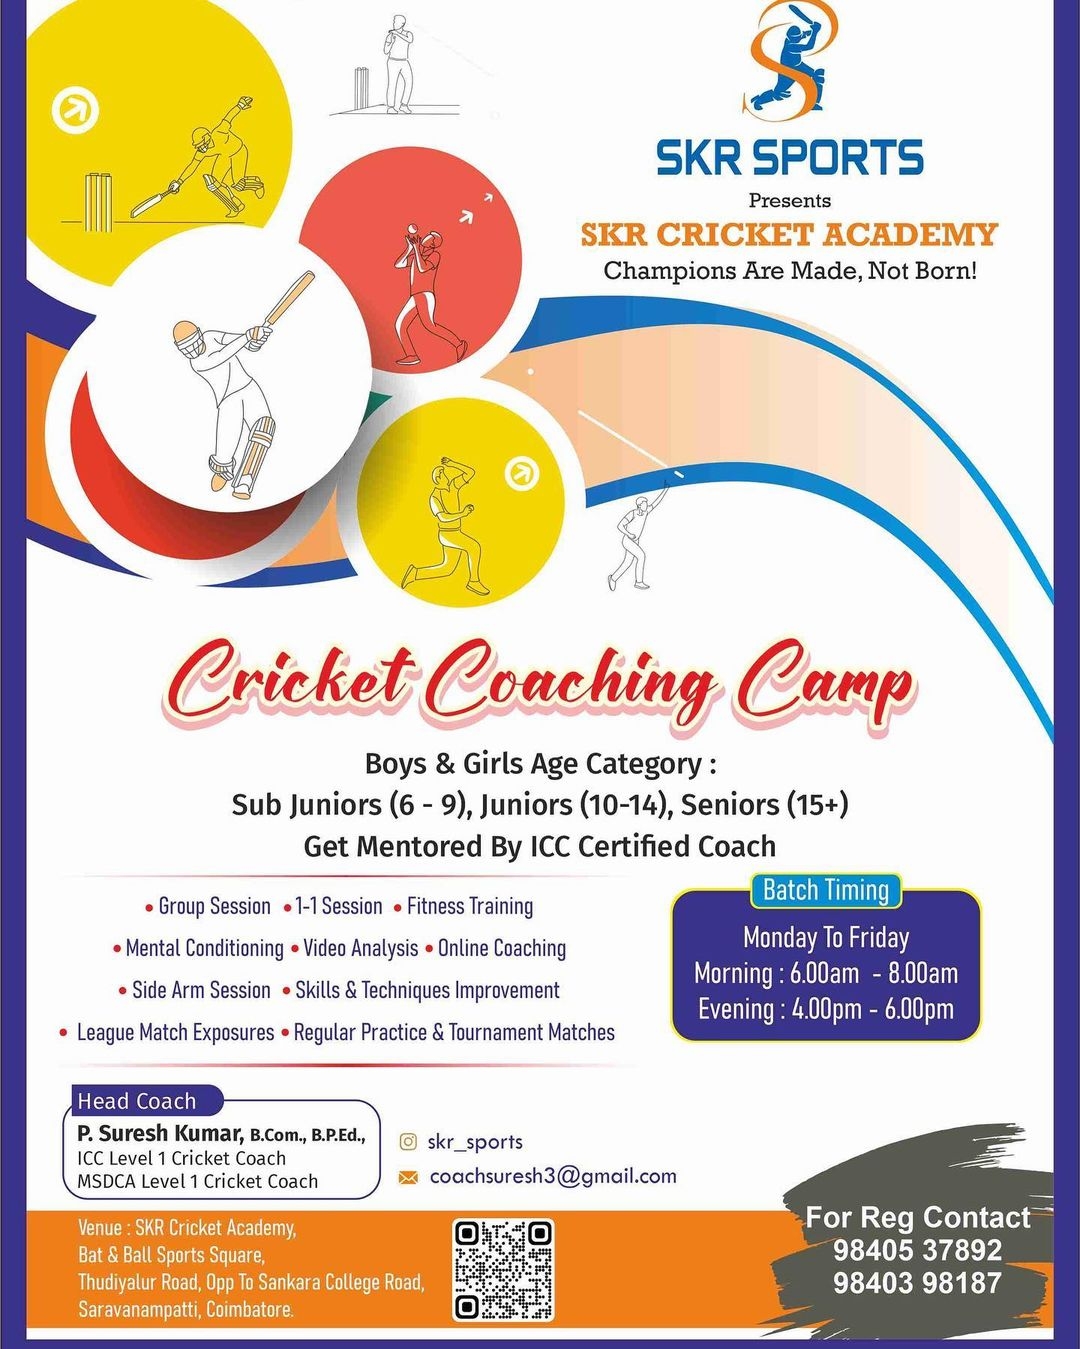 SKR SPORTS
Presents
SKR CRICKET ACADEMY
Champions Are Made, Not Born!
Cricket Coaching Camp
Boys & Girls Age Category :
Sub Juniors (6 - 9), Juniors (10-14), Seniors (15+)
Get Mentored By ICC Certified Coach
• Group Session • 1-1 Session • Fitness Training
• Mental Conditioning • Video Analysis • Online Coaching
• Side Arm Session • Skills & Techniques Improvement
• League Match Exposures • Regular Practice & Tournament Matches
Batch Timing
Monday To Friday
Morning : 6.00am - 8.00am
Evening : 4.00pm - 6.00pm
Head Coach
P. Suresh Kumar, B.Com., B.P.Ed.,
ICC Level 1 Cricket Coach
MSDCA Level 1 Cricket Coach
skr_sports
coachsuresh3@gmail.com
Venue : SKR Cricket Academy,
Bat & Ball Sports Square,
Thudiyalur Road, Opp To Sankara College Road,
Saravanampatti, Coimbatore.
For Reg Contact
98405 37892
98403 98187